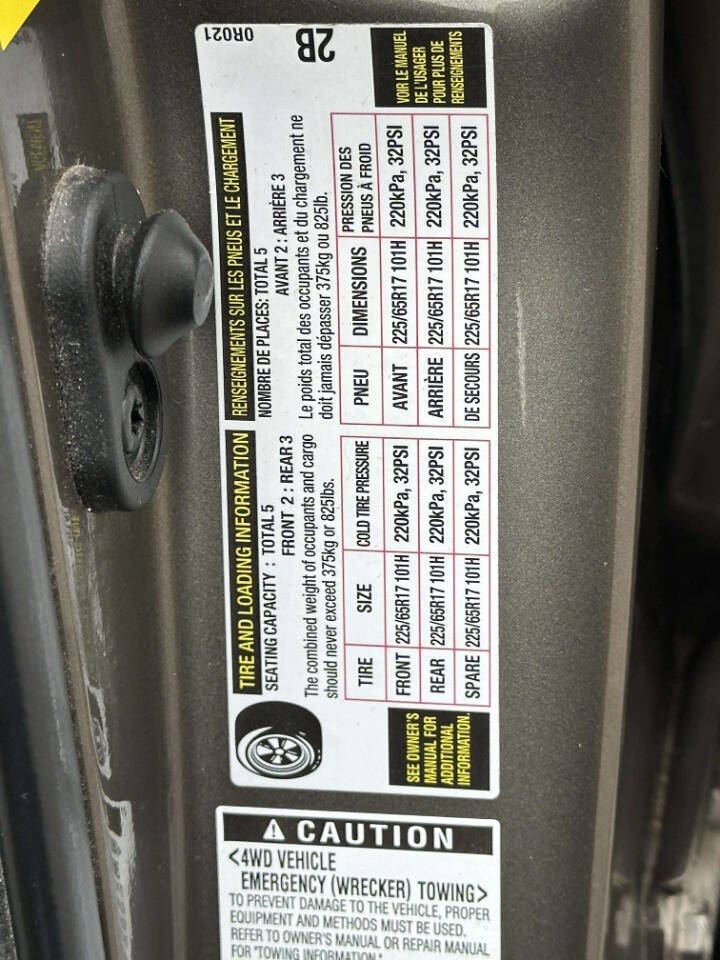 TIRE AND LOADING INFORMATION
SEATING CAPACITY : TOTAL 5
FRONT 2 : REAR 3
The combined weight of occupants and cargo
should never exceed 375kg or 825lbs.
TIRE SIZE COLD TIRE PRESSURE
FRONT 225/65R17 101H 220kPa, 32PSI
REAR 225/65R17 101H 220kPa, 32PSI
SPARE 225/65R17 101H 220kPa, 32PSI
SEE OWNER'S
MANUAL FOR
ADDITIONAL
INFORMATION.
RENSEIGNEMENTS SUR LES PNEUS ET LE CHARGEMENT
NOMBRE DE PLACES: TOTAL 5
AVANT 2 : ARRIÈRE 3
Le poids total des occupants et du chargement ne
doit jamais dépasser 375kg ou 825lb.
PNEU DIMENSIONS PRESSION DES
PNEUS À FROID
AVANT 225/65R17 101H 220kPa, 32PSI
ARRIÈRE 225/65R17 101H 220kPa, 32PSI
DE SECOURS 225/65R17 101H 220kPa, 32PSI
0R021
2B
VOIR LE MANUEL
DE L'USAGER
POUR PLUS DE
RENSEIGNEMENTS
CAUTION
<4WD VEHICLE
EMERGENCY (WRECKER) TOWING>
TO PREVENT DAMAGE TO THE VEHICLE, PROPER
EQUIPMENT AND METHODS MUST BE USED.
REFER TO OWNER'S MANUAL OR REPAIR MANUAL
FOR "TOWING INFORMATION."